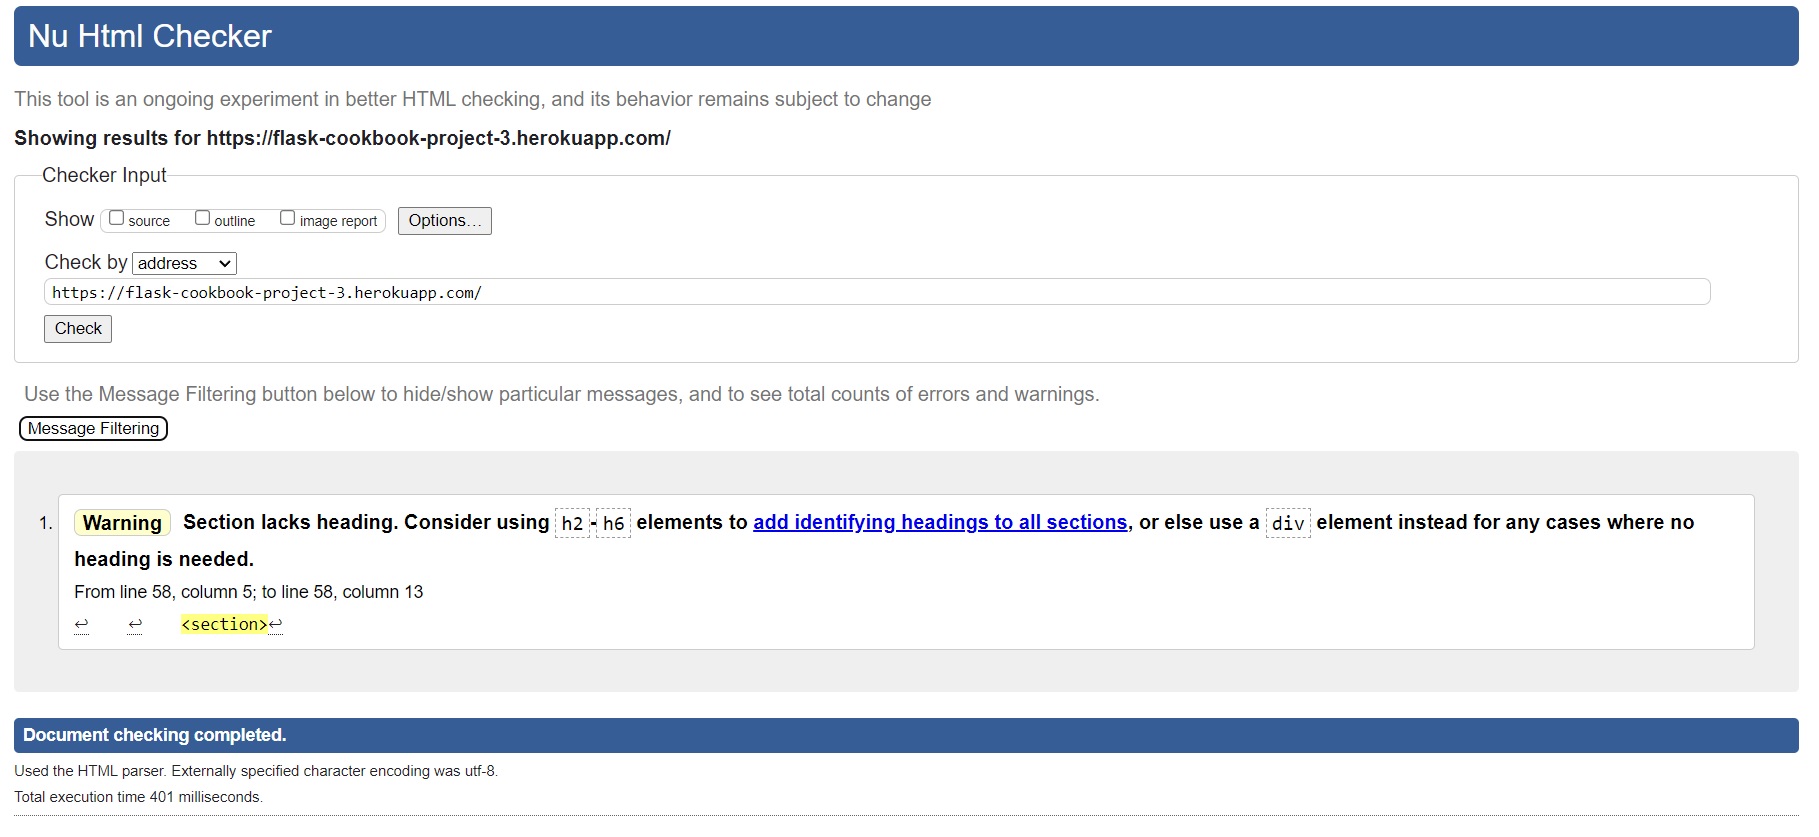 Nu Html Checker
This tool is an ongoing experiment in better HTML checking, and its behavior remains subject to change
Showing results for https://flask-cookbook-project-3.herokuapp.com/
Checker Input
Show source outline image report Options...
Check by address
https://flask-cookbook-project-3.herokuapp.com/
Check
Use the Message Filtering button below to hide/show particular messages, and to see total counts of errors and warnings.
Message Filtering
1. Warning Section lacks heading. Consider using h2-h6 elements to add identifying headings to all sections, or else use a div element instead for any cases where no
heading is needed.
From line 58, column 5; to line 58, column 13
↩ ↩ <section>↩
Document checking completed.
Used the HTML parser. Externally specified character encoding was utf-8.
Total execution time 401 milliseconds.